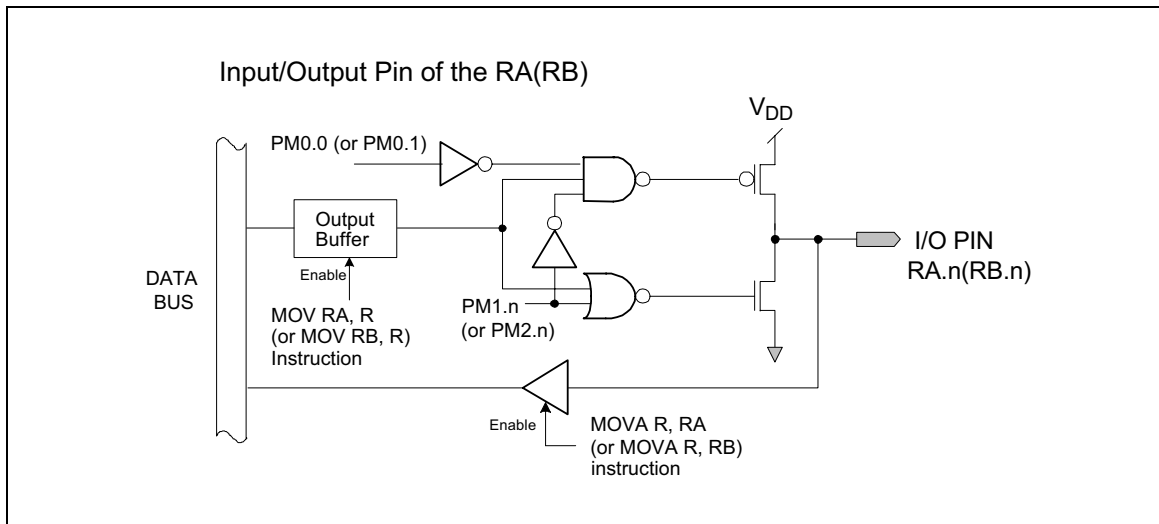 Input/Output Pin of the RA(RB)
V_DD
PM0.0 (or PM0.1)
Output
Buffer
I/O PIN
RA.n(RB.n)
Enable
DATA
BUS
PM1.n
(or PM2.n)
MOV RA, R
(or MOV RB, R)
Instruction
Enable
MOVA R, RA
(or MOVA R, RB)
instruction